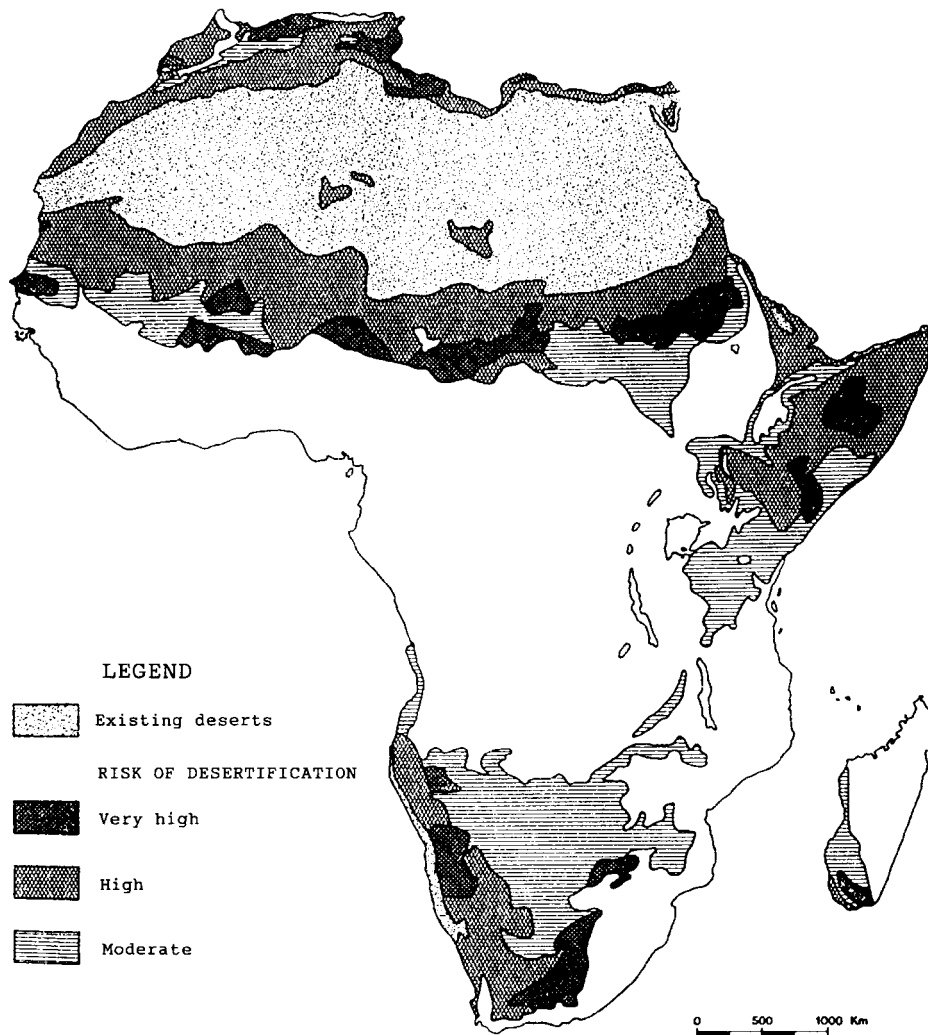 LEGEND
Existing deserts
RISK OF DESERTIFICATION
Very high
High
Moderate
0 500 1000 Km